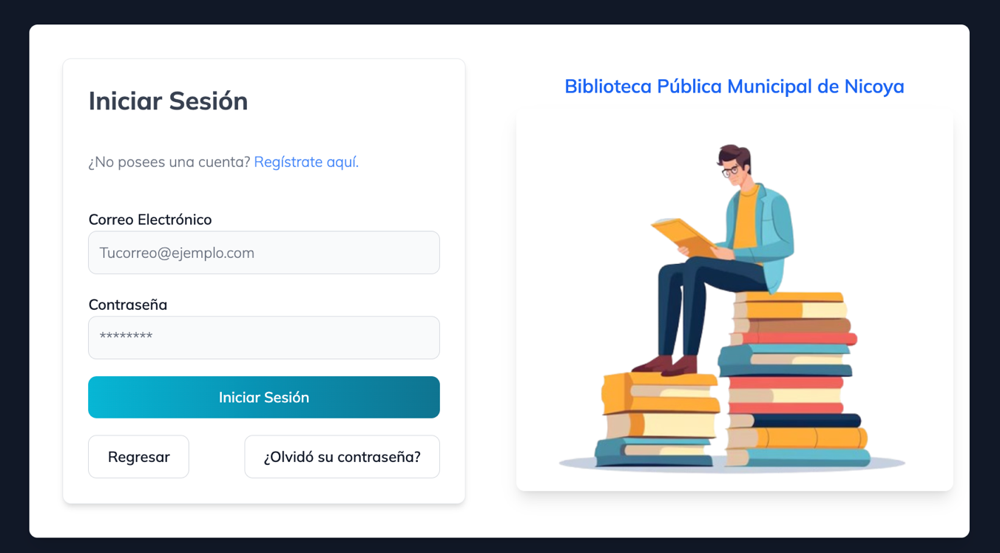 Iniciar Sesión
¿No posees una cuenta? Regístrate aquí.
Correo Electrónico
Tucorreo@ejemplo.com
Contraseña
********
Iniciar Sesión
Regresar
¿Olvidó su contraseña?
Biblioteca Pública Municipal de Nicoya